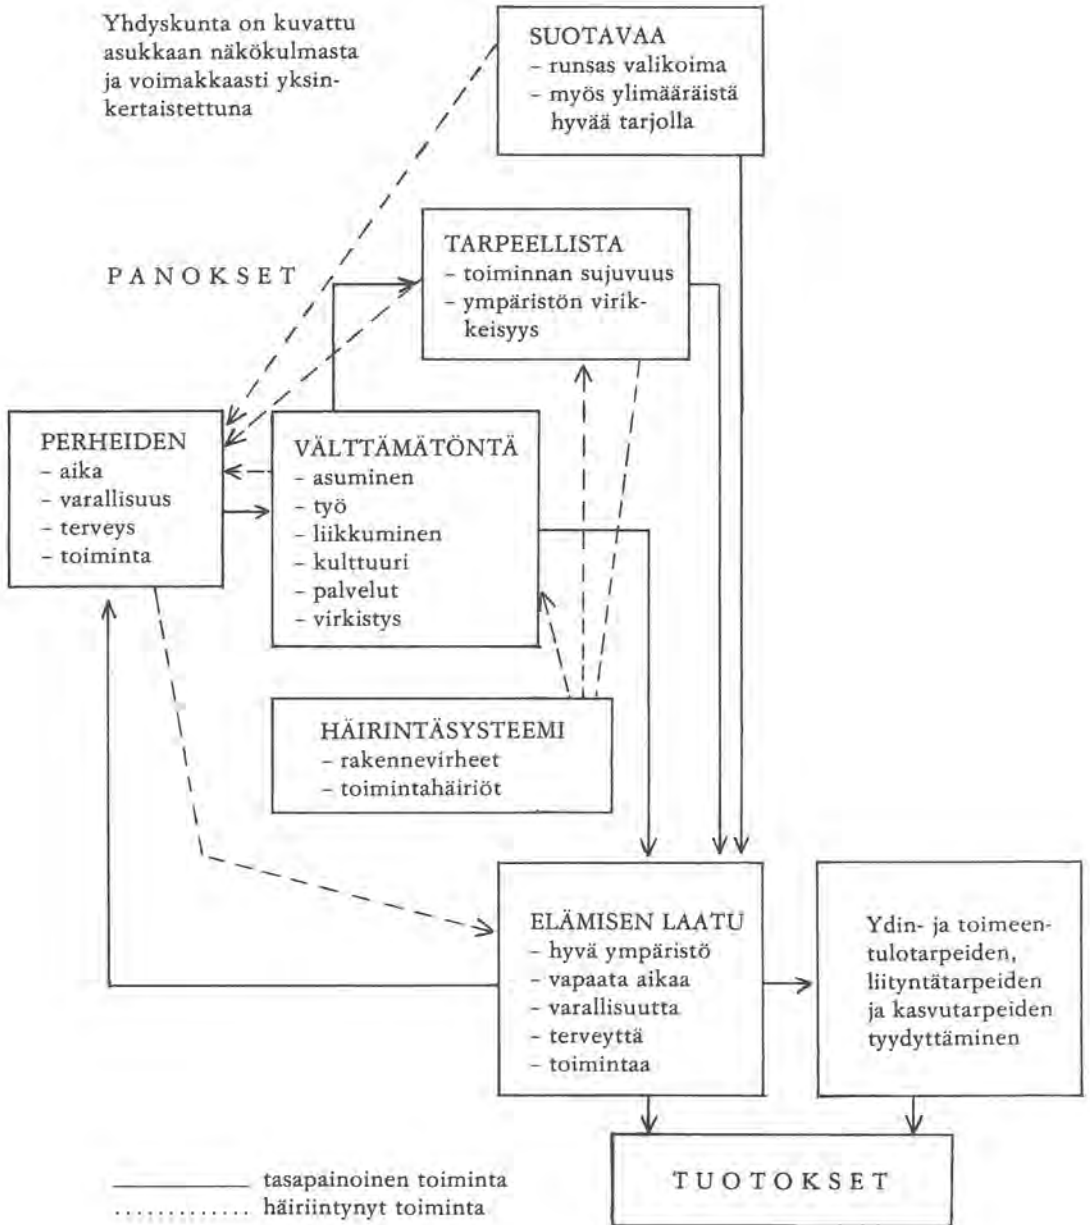 Yhdyskunta on kuvattu
asukkaan näkökulmasta
ja voimakkaasti yksin-
kertaistettuna
SUOTAVAA
– runsas valikoima
– myös ylimääräistä
hyvää tarjolla
PANOKSET
TARPEELLISTA
– toiminnan sujuvuus
– ympäristön virik-
keisyys
PERHEIDEN
– aika
– varallisuus
– terveys
– toiminta
VÄLTTÄMÄTÖNTÄ
– asuminen
– työ
– liikkuminen
– kulttuuri
– palvelut
– virkistys
HÄIRINTÄSYSTEEMI
– rakennevirheet
– toimintahäiriöt
ELÄMISEN LAATU
– hyvä ympäristö
– vapaata aikaa
– varallisuutta
– terveyttä
– toimintaa
Ydin- ja toimeen-
tulotarpeiden,
liityntätarpeiden
ja kasvutarpeiden
tyydyttäminen
TUOTOKSET
tasapainoinen toiminta
häiriintynyt toiminta